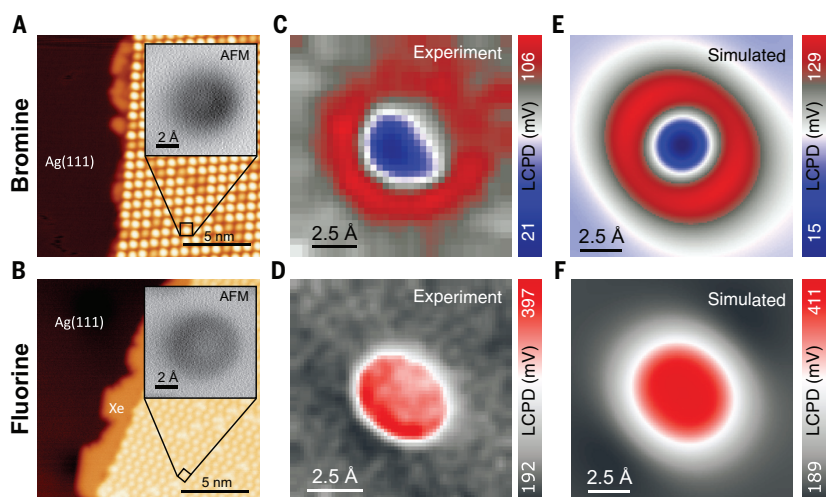 A
AFM
2 Å
Ag(111)
5 nm
Bromine
C
Experiment
2.5 Å
106
LCPD (mV)
21
E
Simulated
2.5 Å
129
LCPD (mV)
15
B
AFM
Ag(111)
2 Å
Xe
5 nm
Fluorine
D
Experiment
2.5 Å
397
LCPD (mV)
192
F
Simulated
2.5 Å
411
LCPD (mV)
189